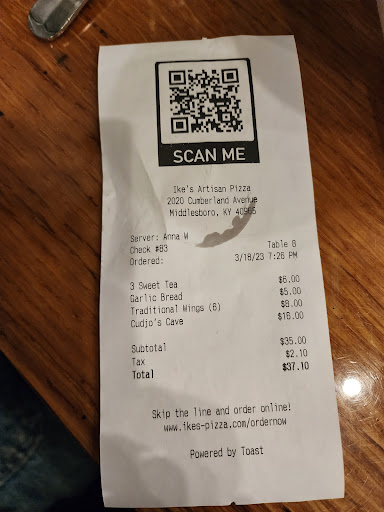 SCAN ME
Ike's Artisan Pizza
2020 Cumberland Avenue
Middlesboro, KY 40965
Server: Anna W
Check #83 Table 8
Ordered: 3/18/23 7:26 PM
3 Sweet Tea $6.00
Garlic Bread $5.00
Traditional Wings (6) $8.00
Cudjo's Cave $16.00
Subtotal $35.00
Tax $2.10
Total $37.10
Skip the line and order online!
www.ikes-pizza.com/ordernow
Powered by Toast